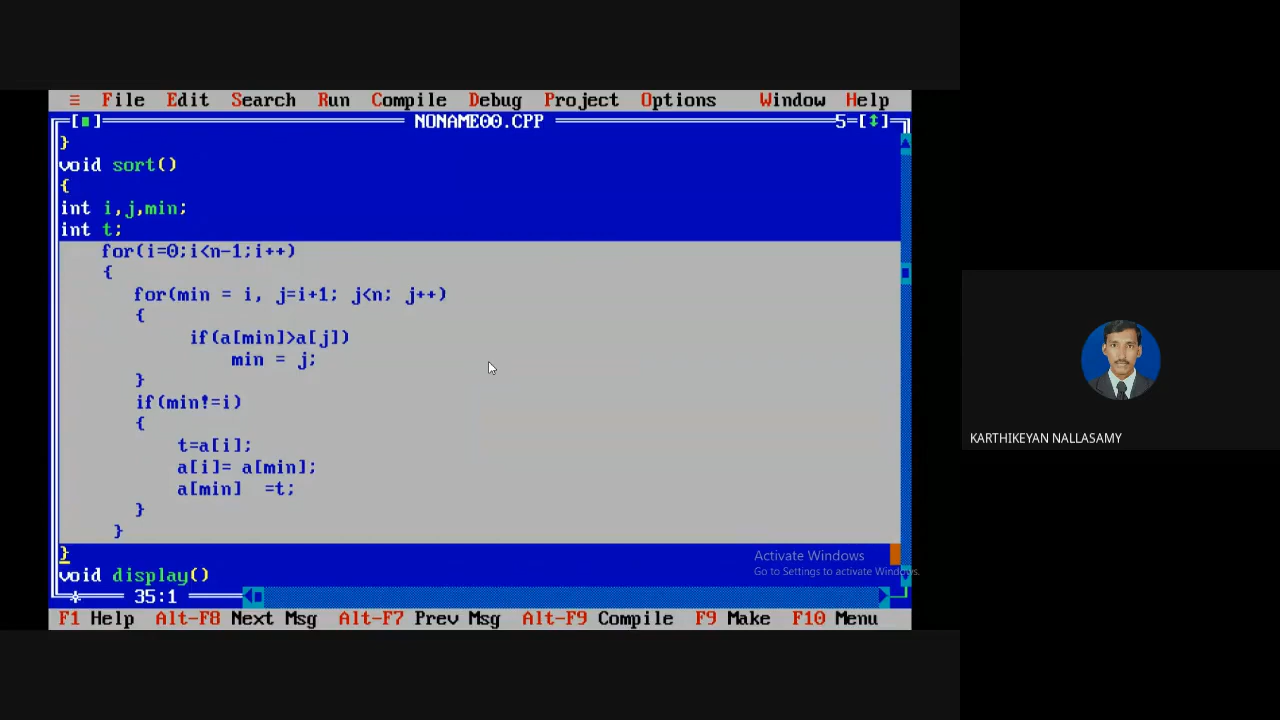 ≡ File Edit Search Run Compile Debug Project Options Window Help
[■] NONAME00.CPP 5=[↕]
}
void sort()
{
int i,j,min;
int t;
for(i=0;i<n-1;i++)
{
for(min = i, j=i+1; j<n; j++)
{
if(a[min]>a[j])
min = j;
}
if(min!=i)
{
t=a[i];
a[i]= a[min];
a[min]  =t;
}
}
}
void display()
35:1
F1 Help Alt-F8 Next Msg Alt-F7 Prev Msg Alt-F9 Compile F9 Make F10 Menu
Activate Windows
Go to Settings to activate Windows.
KARTHIKEYAN NALLASAMY